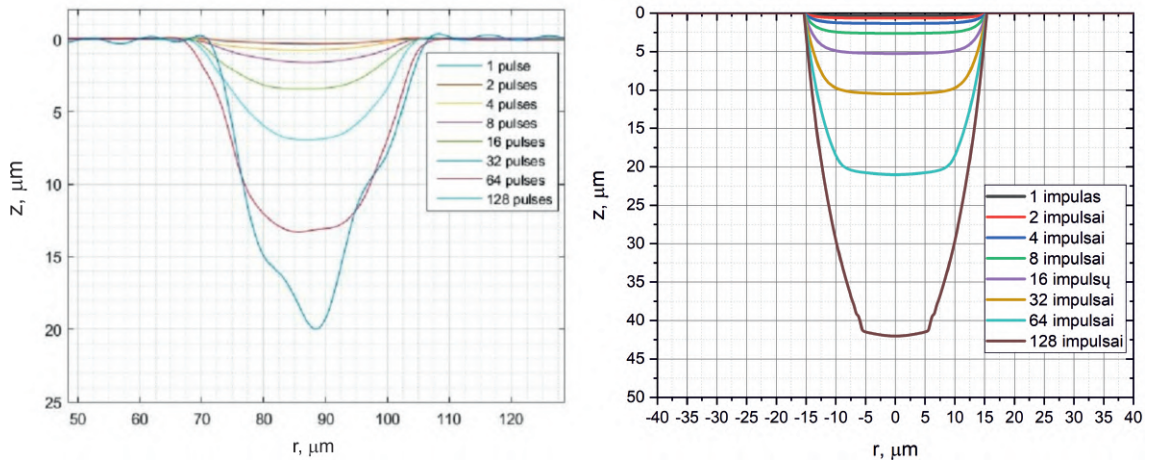 0
5
10
15
20
25
z, μm
50 60 70 80 90 100 110 120
r, μm
1 pulse
2 pulses
4 pulses
8 pulses
16 pulses
32 pulses
64 pulses
128 pulses
0
5
10
15
20
25
30
35
40
45
50
z, μm
-40 -35 -30 -25 -20 -15 -10 -5 0 5 10 15 20 25 30 35 40
r, μm
1 impulas
2 impulsai
4 impulsai
8 impulsai
16 impulsų
32 impulsai
64 impulsai
128 impulsai